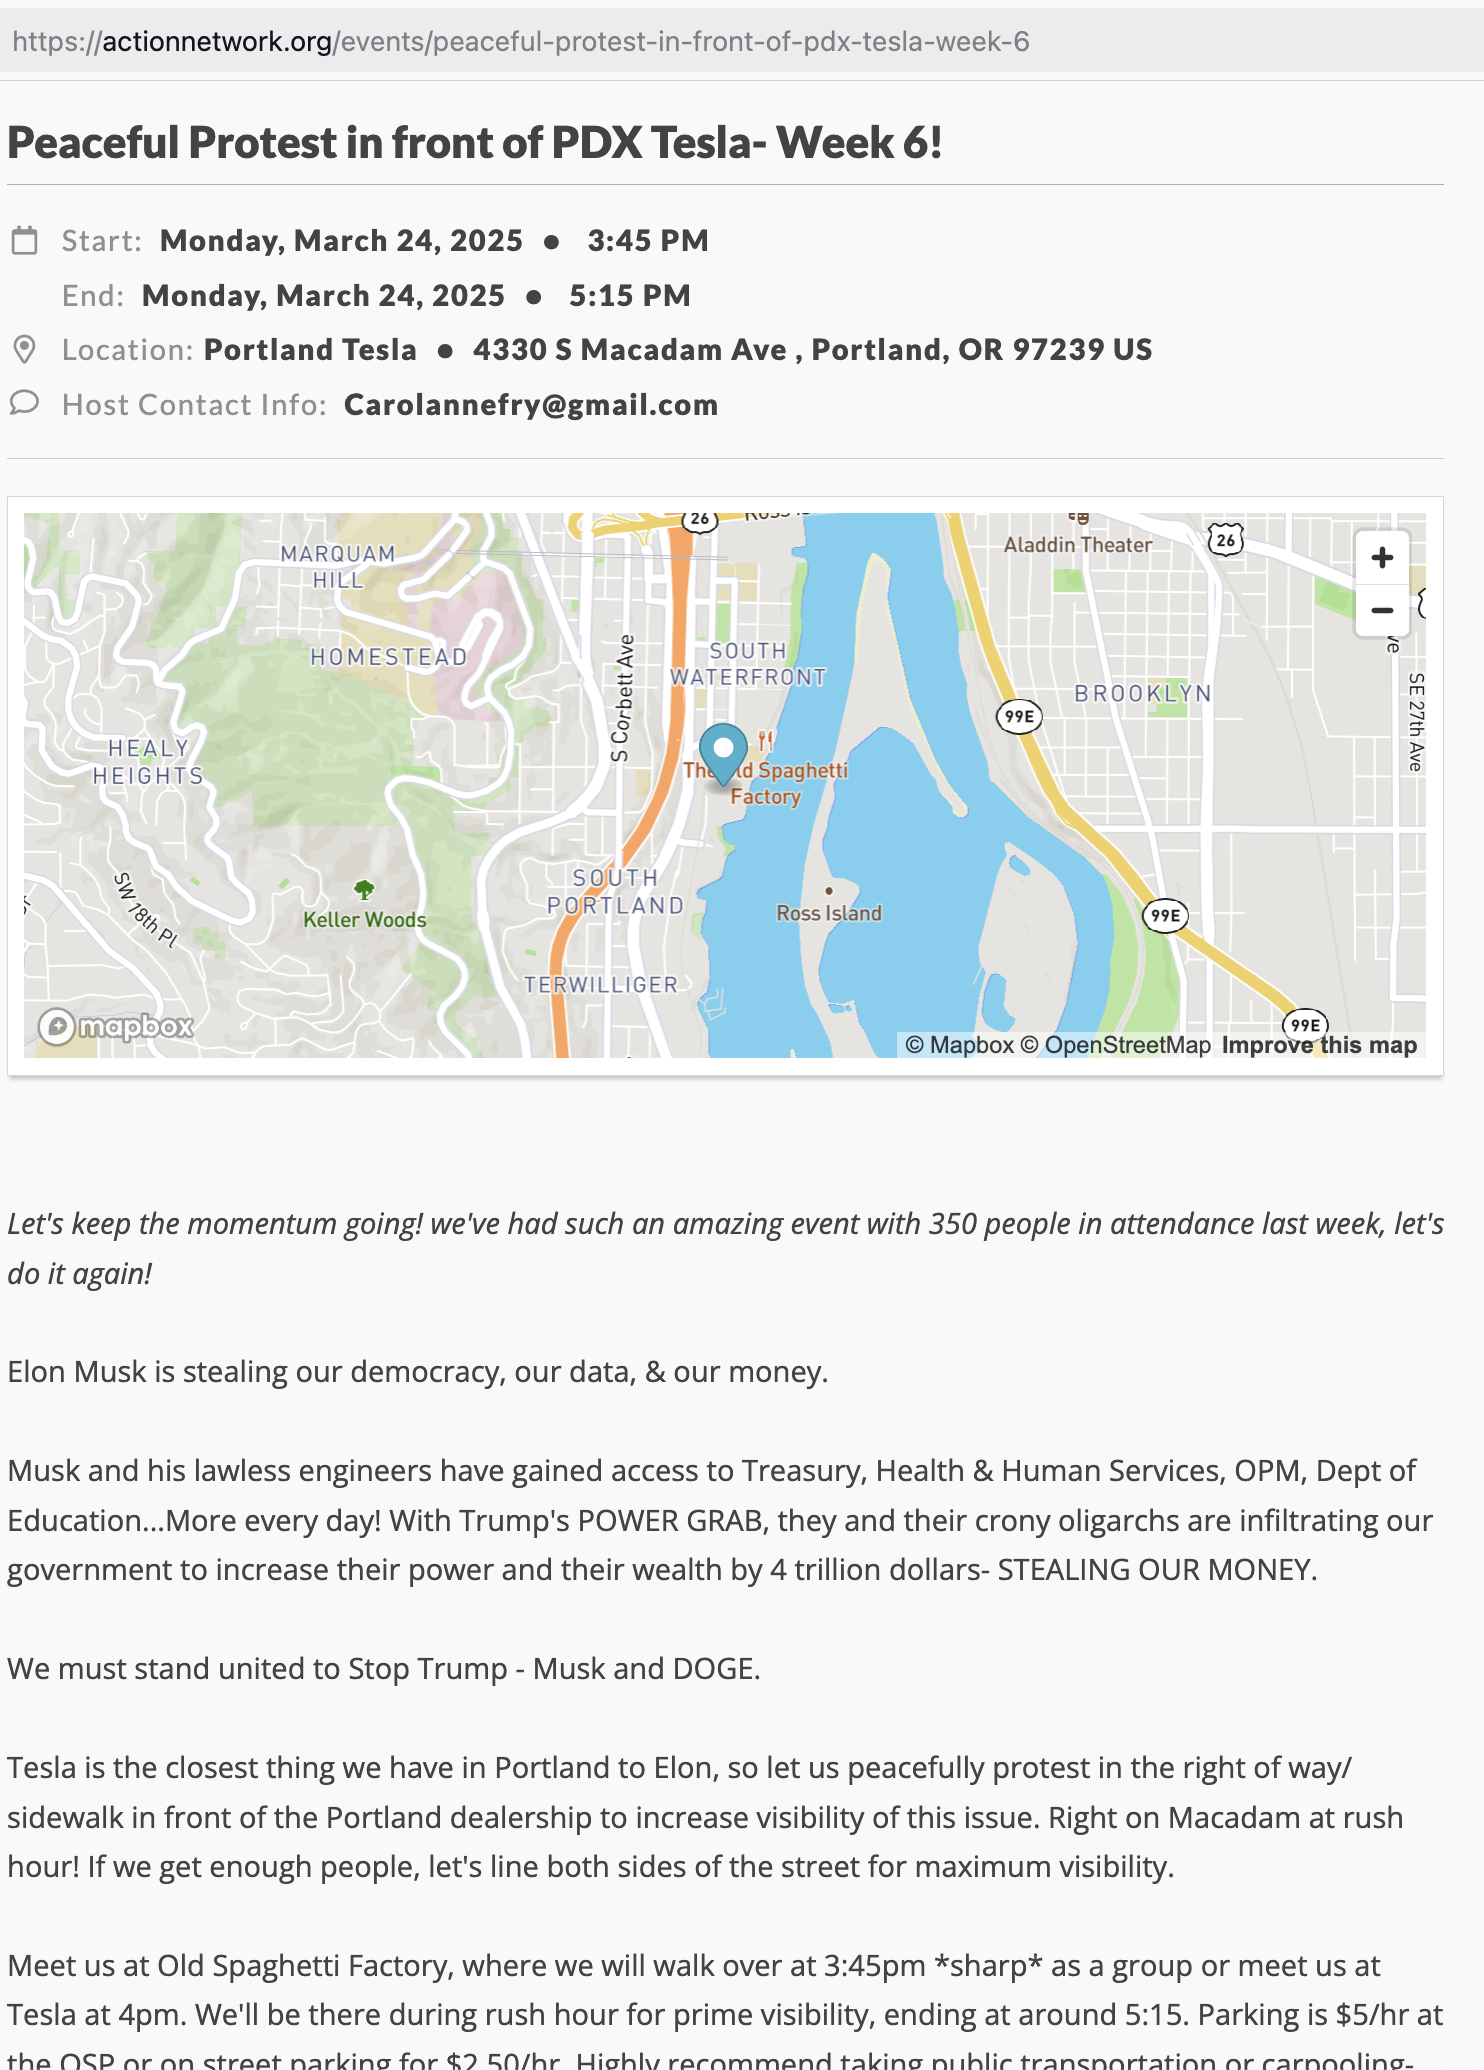 https://actionnetwork.org/events/peaceful-protest-in-front-of-pdx-tesla-week-6
Peaceful Protest in front of PDX Tesla- Week 6!
Start: Monday, March 24, 2025 • 3:45 PM
End: Monday, March 24, 2025 • 5:15 PM
Location: Portland Tesla • 4330 S Macadam Ave , Portland, OR 97239 US
Host Contact Info: Carolannefry@gmail.com
26
Aladdin Theater
26
+
−
MARQUAM
HILL
HOMESTEAD
S Corbett Ave
SOUTH
WATERFRONT
BROOKLYN
99E
SE 27th Ave
HEALY
HEIGHTS
Spaghetti
Factory
SOUTH
PORTLAND
SW 18th Pl
Keller Woods
Ross Island
99E
TERWILLIGER
99E
mapbox
© Mapbox © OpenStreetMap Improve this map
Let's keep the momentum going! we've had such an amazing event with 350 people in attendance last week, let's
do it again!
Elon Musk is stealing our democracy, our data, & our money.
Musk and his lawless engineers have gained access to Treasury, Health & Human Services, OPM, Dept of
Education...More every day! With Trump's POWER GRAB, they and their crony oligarchs are infiltrating our
government to increase their power and their wealth by 4 trillion dollars- STEALING OUR MONEY.
We must stand united to Stop Trump - Musk and DOGE.
Tesla is the closest thing we have in Portland to Elon, so let us peacefully protest in the right of way/
sidewalk in front of the Portland dealership to increase visibility of this issue. Right on Macadam at rush
hour! If we get enough people, let's line both sides of the street for maximum visibility.
Meet us at Old Spaghetti Factory, where we will walk over at 3:45pm *sharp* as a group or meet us at
Tesla at 4pm. We'll be there during rush hour for prime visibility, ending at around 5:15. Parking is $5/hr at
the OSP or on street parking for $2.50/hr. Highly recommend taking public transportation or carpooling-